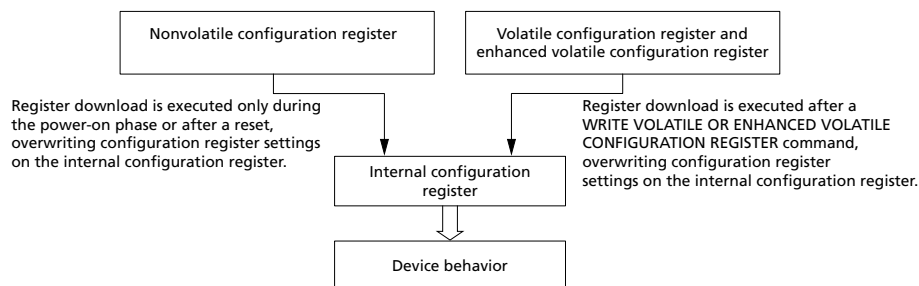 Nonvolatile configuration register
Volatile configuration register and
enhanced volatile configuration register
Register download is executed only during
the power-on phase or after a reset,
overwriting configuration register settings
on the internal configuration register.
Register download is executed after a
WRITE VOLATILE OR ENHANCED VOLATILE
CONFIGURATION REGISTER command,
overwriting configuration register
settings on the internal configuration register.
Internal configuration
register
Device behavior